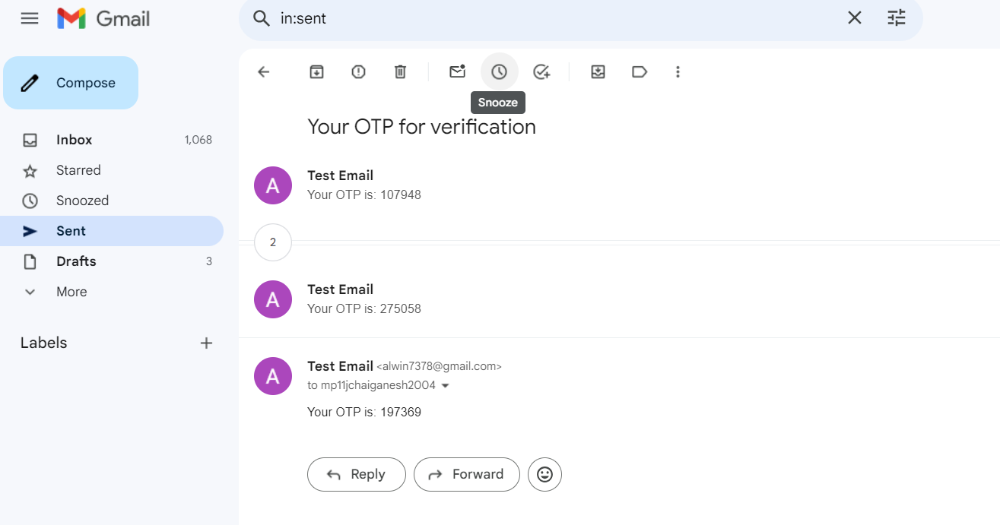 Gmail
in:sent
Compose
Snooze
Your OTP for verification
Inbox 1,068
Starred
Snoozed
Sent
Drafts 3
More
Labels
Test Email
Your OTP is: 107948
2
Test Email
Your OTP is: 275058
Test Email <alwin7378@gmail.com>
to mp11jchaiganesh2004
Your OTP is: 197369
Reply Forward
A
A
A